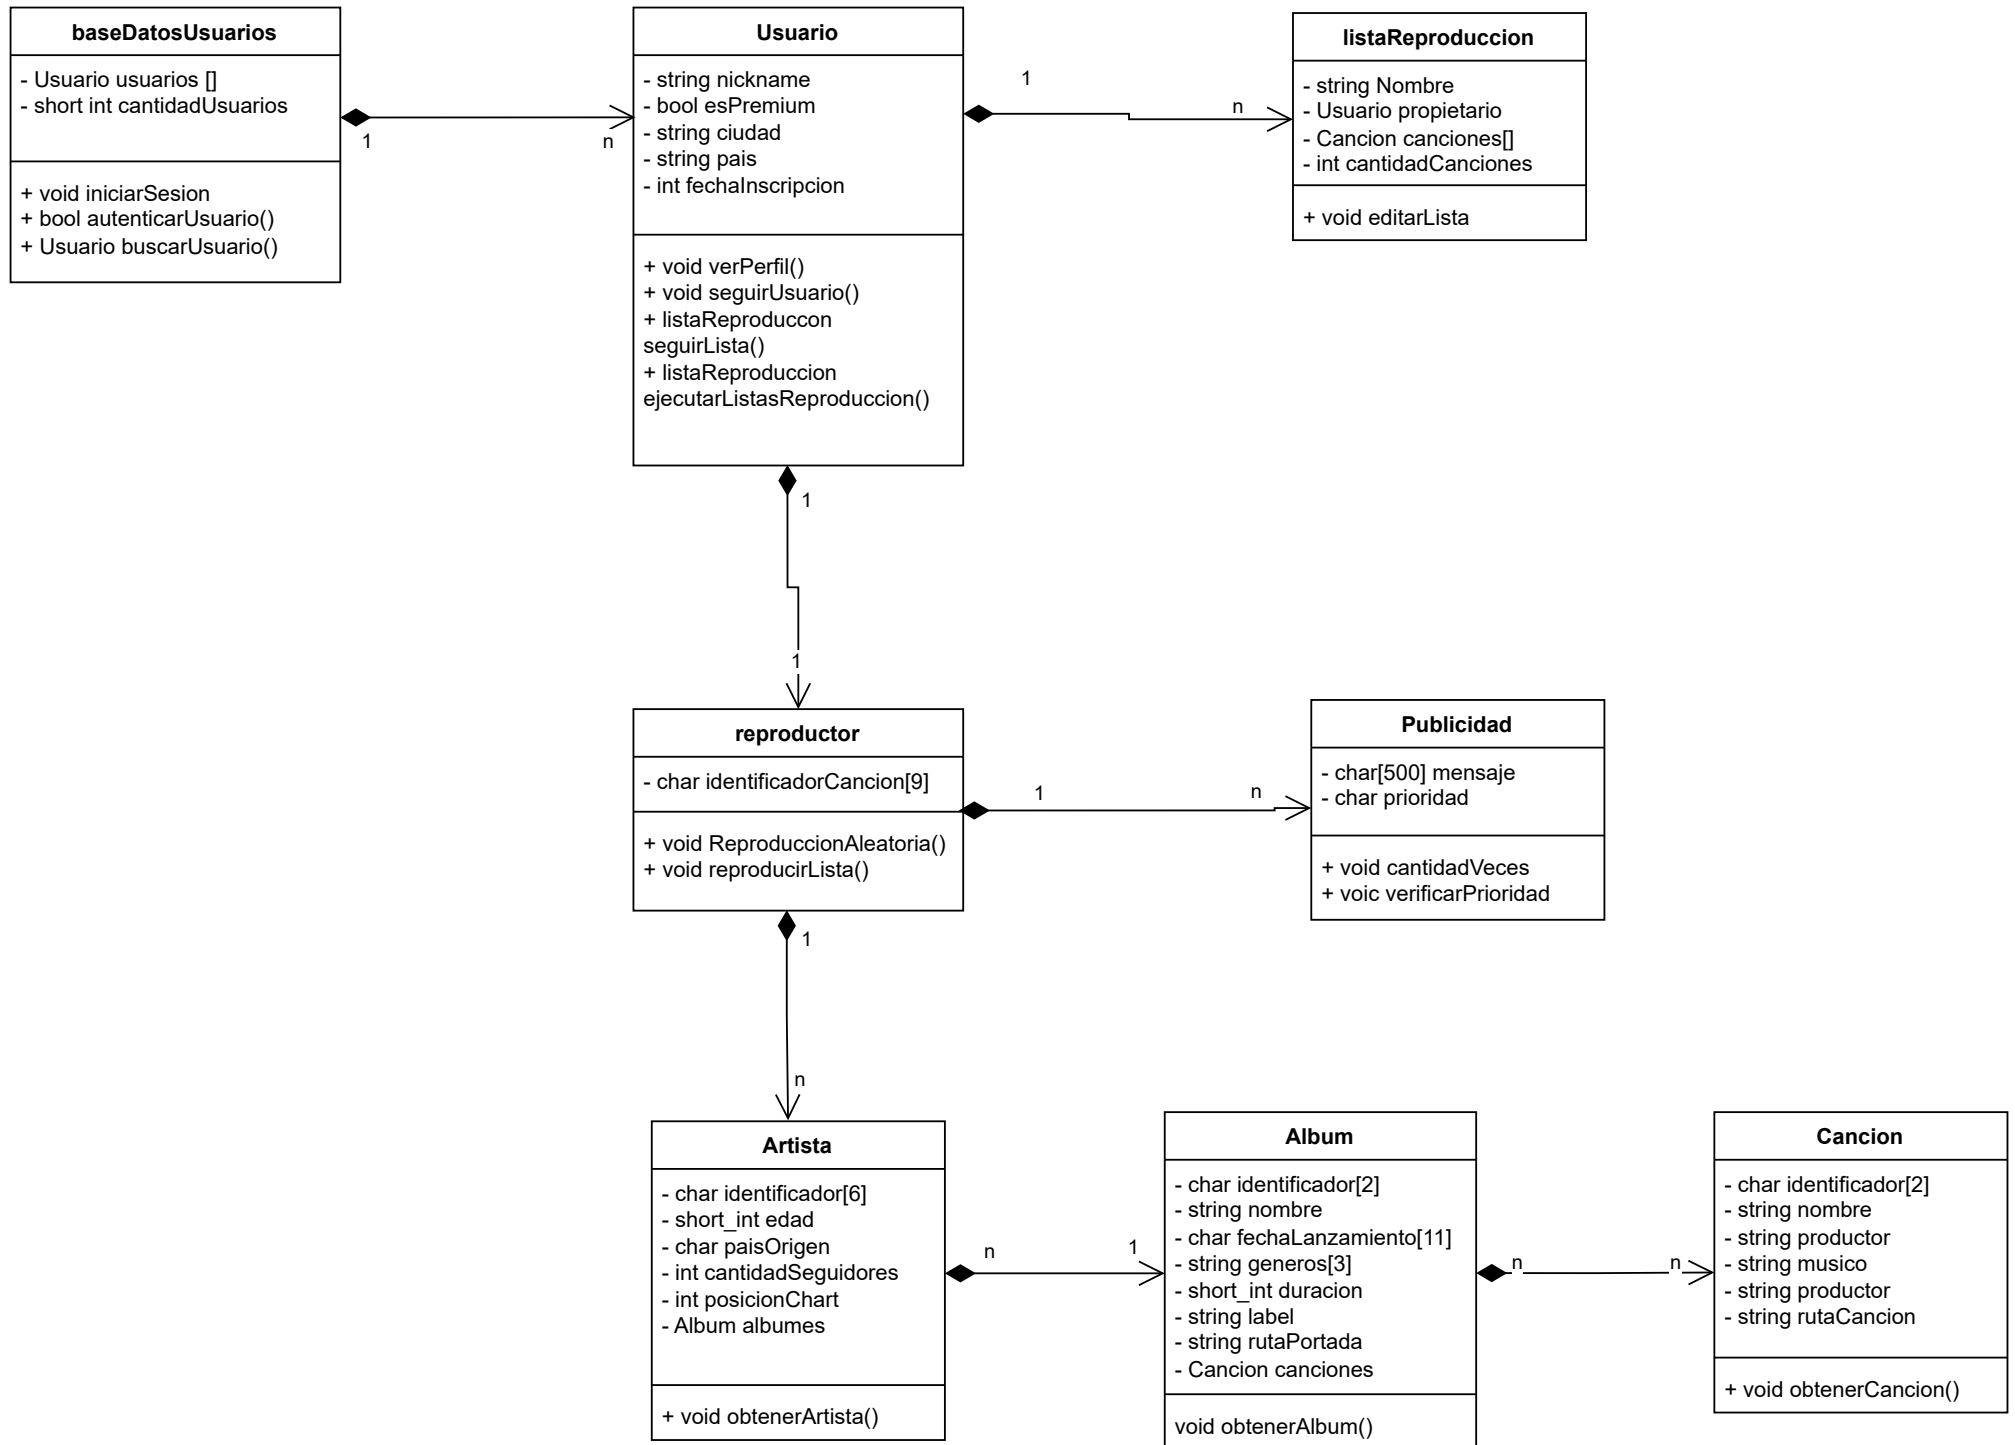 baseDatosUsuarios
- Usuario usuarios []
- short int cantidadUsuarios
+ void iniciarSesion
+ bool autenticarUsuario()
+ Usuario buscarUsuario()
1
n
Usuario
- string nickname
- bool esPremium
- string ciudad
- string pais
- int fechaInscripcion
+ void verPerfil()
+ void seguirUsuario()
+ listaReproduccon
seguirLista()
+ listaReproduccion
ejecutarListasReproduccion()
1
n
listaReproduccion
- string Nombre
- Usuario propietario
- Cancion canciones[]
- int cantidadCanciones
+ void editarLista
1
1
reproductor
- char identificadorCancion[9]
+ void ReproduccionAleatoria()
+ void reproducirLista()
1
n
Publicidad
- char[500] mensaje
- char prioridad
+ void cantidadVeces
+ voic verificarPrioridad
1
n
Artista
- char identificador[6]
- short_int edad
- char paisOrigen
- int cantidadSeguidores
- int posicionChart
- Album albumes
+ void obtenerArtista()
n
1
Album
- char identificador[2]
- string nombre
- char fechaLanzamiento[11]
- string generos[3]
- short_int duracion
- string label
- string rutaPortada
- Cancion canciones
void obtenerAlbum()
n
n
Cancion
- char identificador[2]
- string nombre
- string productor
- string musico
- string productor
- string rutaCancion
+ void obtenerCancion()